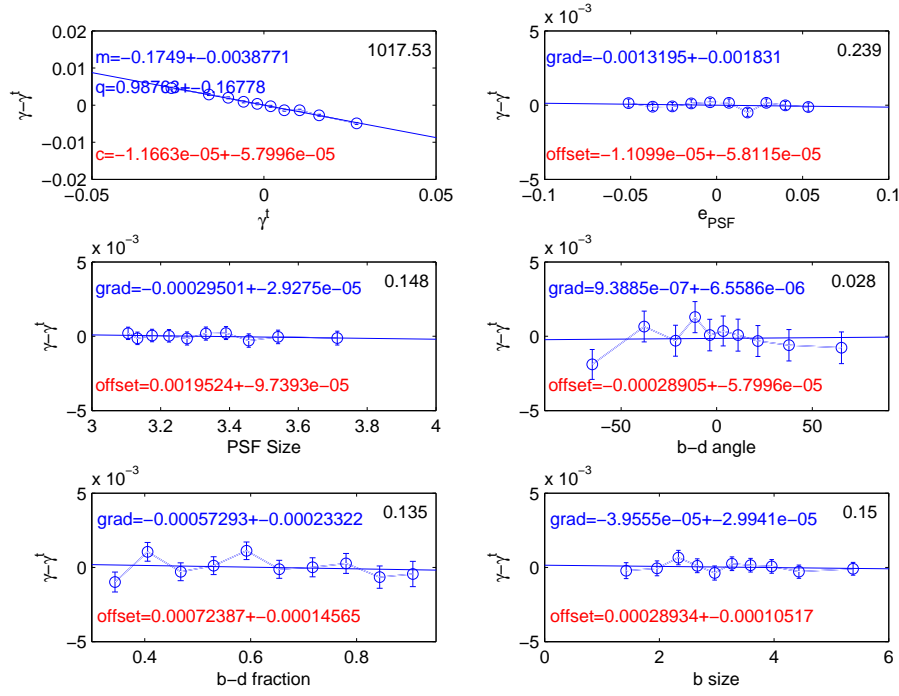 0.02
0.01
0
−0.01
−0.02
−0.05
0
0.05
γ−γᵗ
γᵗ
m=−0.1749+−0.0038771
1017.53
q=0.98763+−0.16778
c=−1.1663e−05+−5.7996e−05
x 10⁻³
5
0
−5
−0.1
−0.05
0
0.05
0.1
γ−γᵗ
e_PSF
grad=−0.0013195+−0.001831
0.239
offset=−1.1099e−05+−5.8115e−05
x 10⁻³
5
0
−5
3
3.2
3.4
3.6
3.8
4
γ−γᵗ
PSF Size
grad=−0.00029501+−2.9275e−05
0.148
offset=0.0019524+−9.7393e−05
x 10⁻³
5
0
−5
−50
0
50
γ−γᵗ
b−d angle
grad=9.3885e−07+−6.5586e−06
0.028
offset=−0.00028905+−5.7996e−05
x 10⁻³
5
0
−5
0.4
0.6
0.8
γ−γᵗ
b−d fraction
grad=−0.00057293+−0.00023322
0.135
offset=0.00072387+−0.00014565
x 10⁻³
5
0
−5
0
2
4
6
γ−γᵗ
b size
grad=−3.9555e−05+−2.9941e−05
0.15
offset=0.00028934+−0.00010517